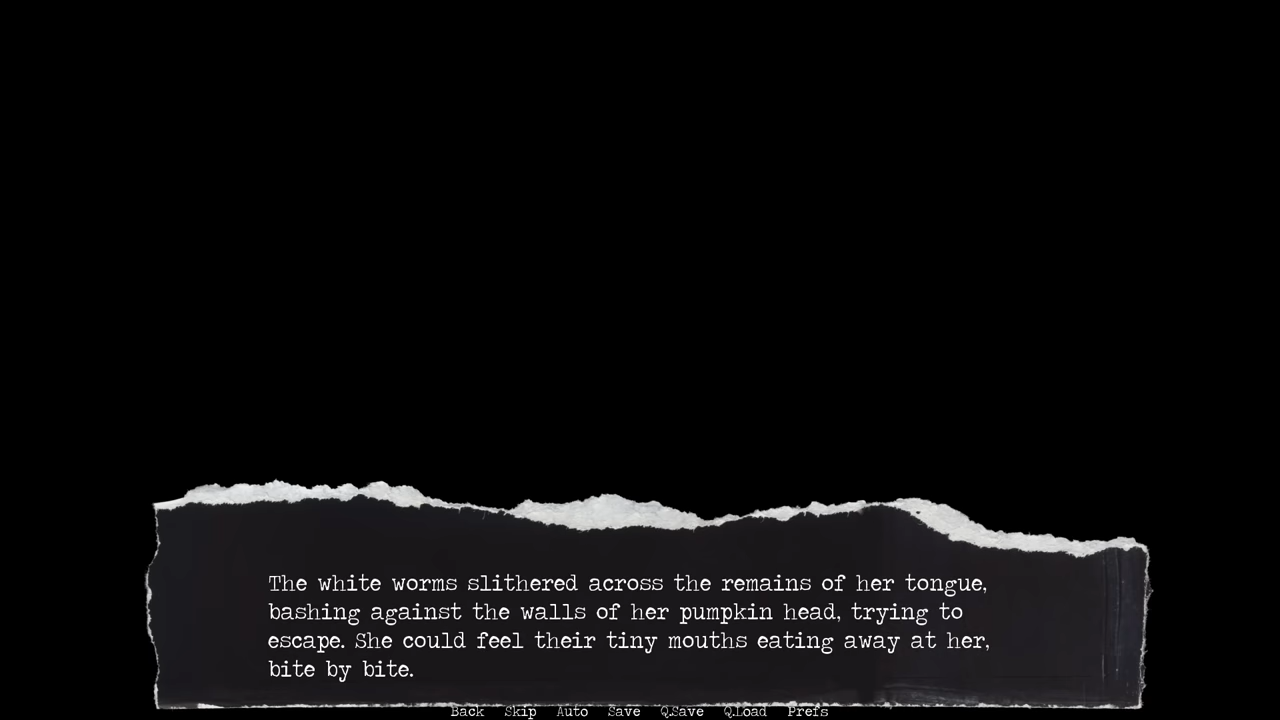 The white worms slithered across the remains of her tongue,
bashing against the walls of her pumpkin head, trying to
escape. She could feel their tiny mouths eating away at her,
bite by bite.
Back Skip Auto Save Q.Save Q.Load Prefs